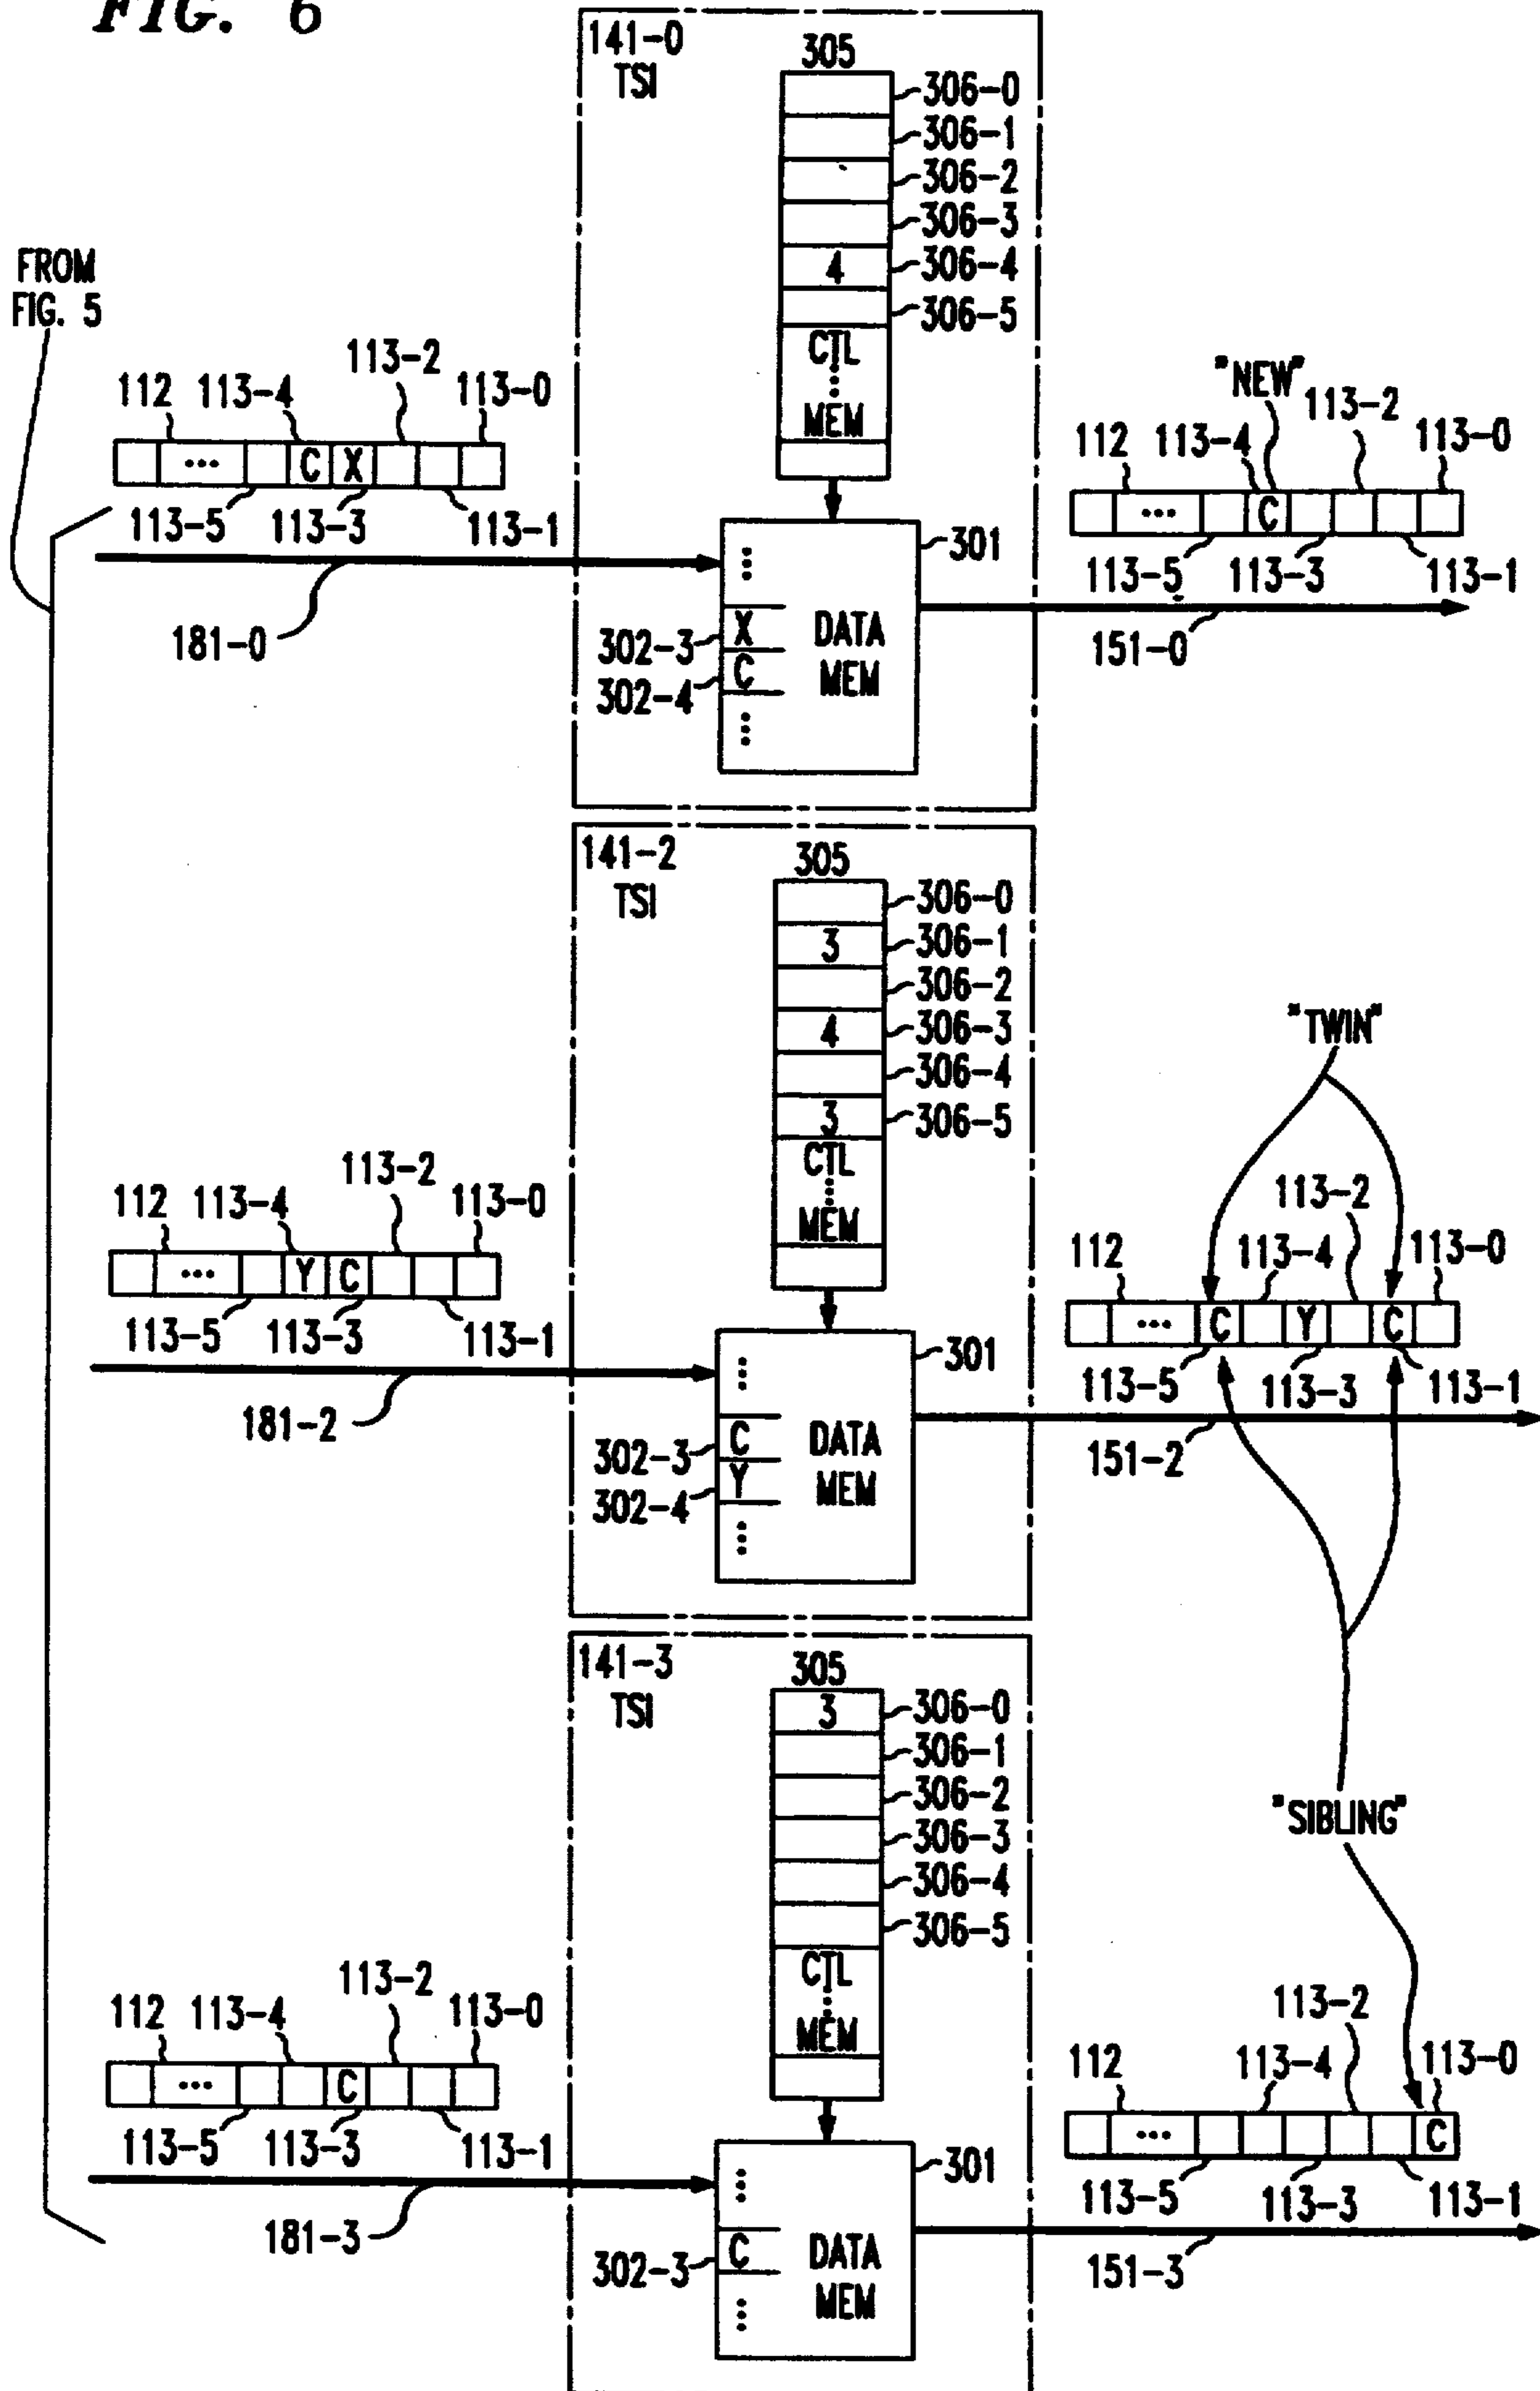 FIG. 6
FROM
FIG. 5
141-0
TSI
305
306-0
306-1
306-2
306-3
4
306-4
306-5
CTL
MEM
112
113-4
113-2
113-0
... C X
113-5
113-3
113-1
181-0
302-3
302-4
X
C
DATA
MEM
301
"NEW"
112
113-4
113-2
113-0
... C
113-5
113-3
113-1
151-0
141-2
TSI
305
306-0
3
306-1
306-2
4
306-3
306-4
3
306-5
CTL
MEM
112
113-4
113-2
113-0
... Y C
113-5
113-3
113-1
181-2
302-3
302-4
C
Y
DATA
MEM
301
"TWIN"
112
113-4
113-2
113-0
... C Y C
113-5
113-3
113-1
151-2
141-3
TSI
305
3
306-0
306-1
306-2
306-3
306-4
306-5
CTL
MEM
112
113-4
113-2
113-0
... C
113-5
113-3
113-1
181-3
302-3
C
DATA
MEM
301
"SIBLING"
112
113-4
113-2
113-0
... C
113-5
113-3
113-1
151-3